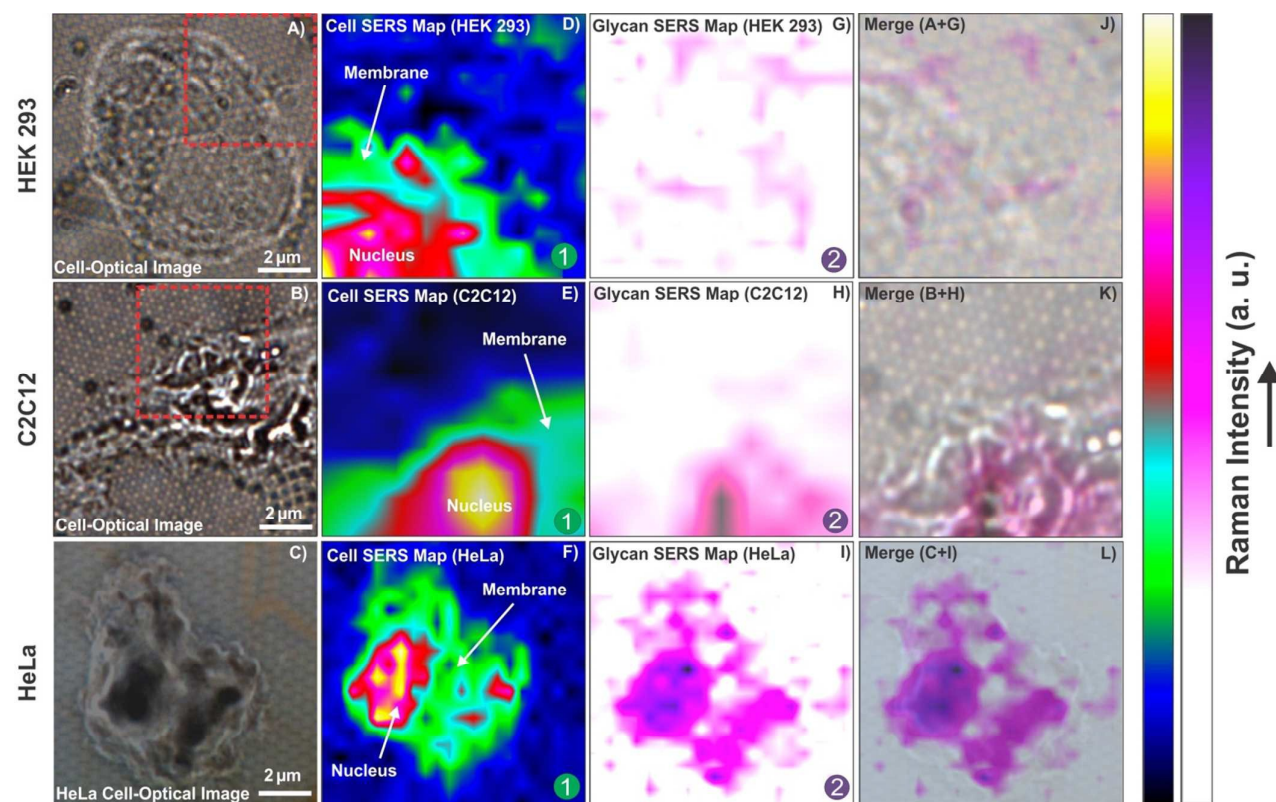 HEK 293
A)
Cell-Optical Image
2 μm
Cell SERS Map (HEK 293)
D)
Membrane
Nucleus
1
Glycan SERS Map (HEK 293)
G)
2
Merge (A+G)
J)
C2C12
B)
Cell-Optical Image
2 μm
Cell SERS Map (C2C12)
E)
Membrane
Nucleus
1
Glycan SERS Map (C2C12)
H)
2
Merge (B+H)
K)
HeLa
C)
HeLa Cell-Optical Image
2 μm
Cell SERS Map (HeLa)
F)
Membrane
Nucleus
1
Glycan SERS Map (HeLa)
I)
2
Merge (C+I)
L)
Raman Intensity (a. u.)